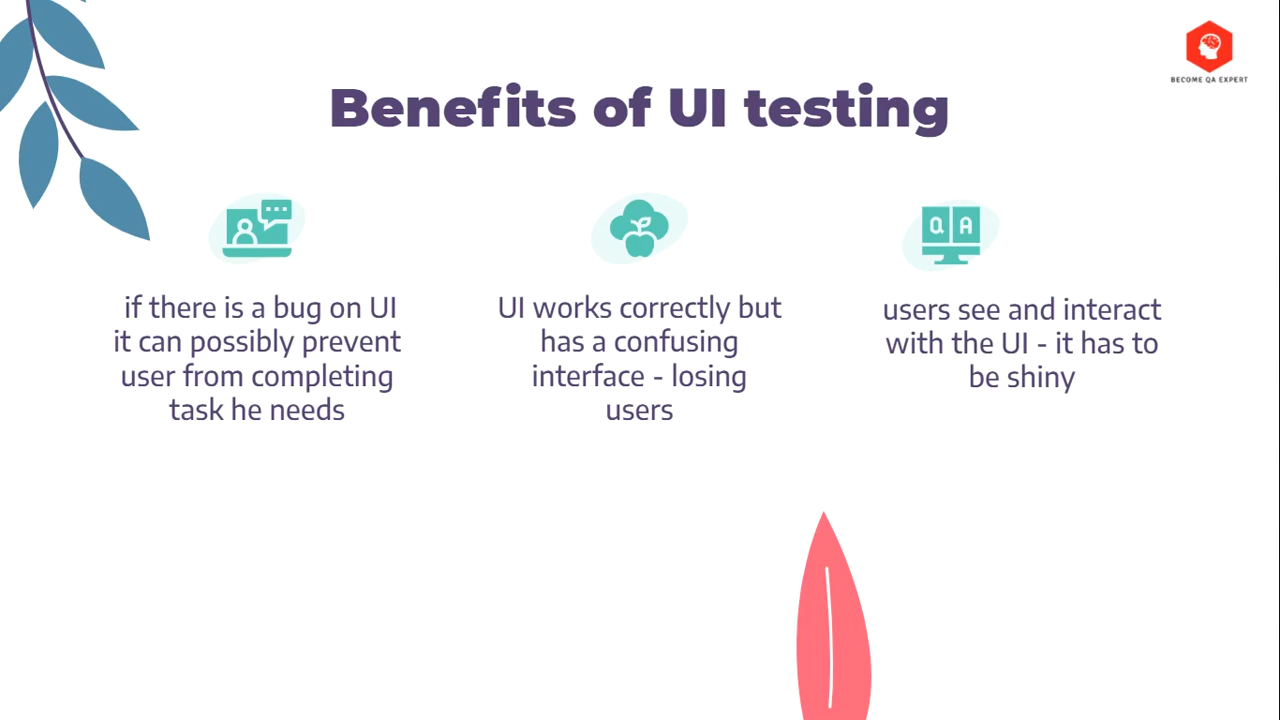 BECOME QA EXPERT
Benefits of UI testing
Q A
if there is a bug on UI
it can possibly prevent
user from completing
task he needs
UI works correctly but
has a confusing
interface - losing
users
users see and interact
with the UI - it has to
be shiny